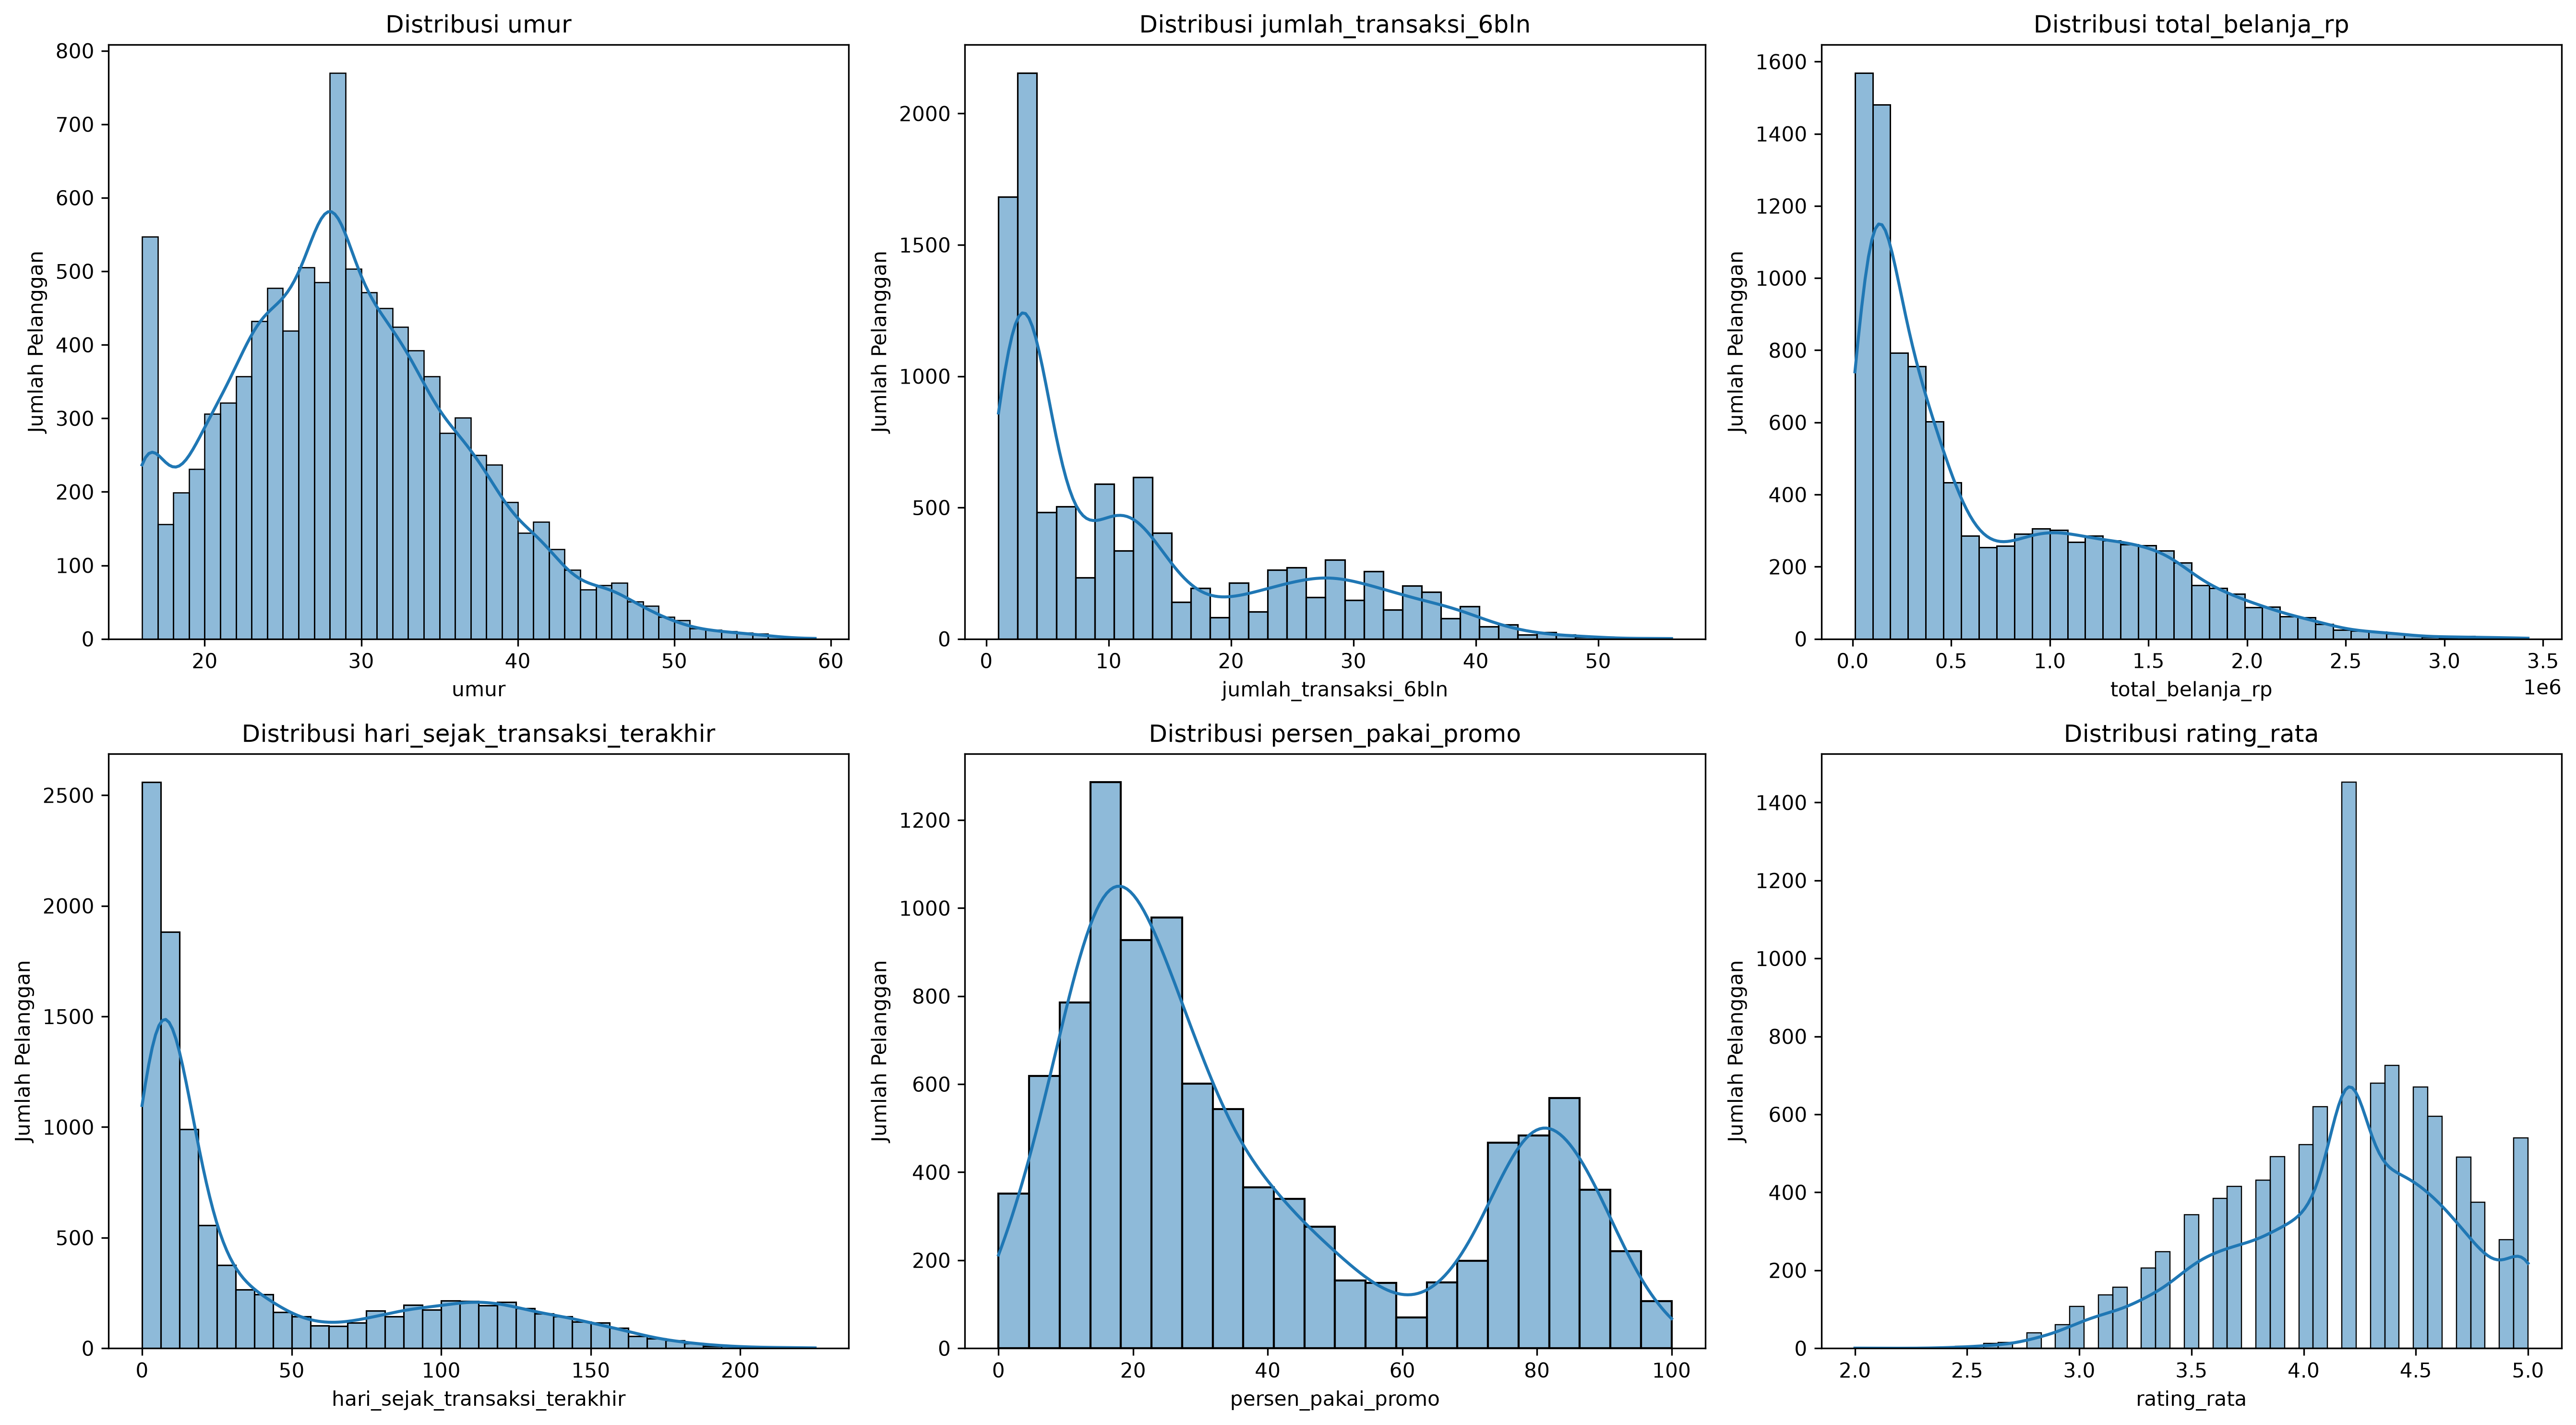 Distribusi umur
800
700
600
500
400
300
200
100
0
Jumlah Pelanggan
20 30 40 50 60
umur
Distribusi jumlah_transaksi_6bln
2000
1500
1000
500
0
Jumlah Pelanggan
0 10 20 30 40 50
jumlah_transaksi_6bln
Distribusi total_belanja_rp
1600
1400
1200
1000
800
600
400
200
0
Jumlah Pelanggan
0.0 0.5 1.0 1.5 2.0 2.5 3.0 3.5
1e6
total_belanja_rp
Distribusi hari_sejak_transaksi_terakhir
2500
2000
1500
1000
500
0
Jumlah Pelanggan
0 50 100 150 200
hari_sejak_transaksi_terakhir
Distribusi persen_pakai_promo
1200
1000
800
600
400
200
0
Jumlah Pelanggan
0 20 40 60 80 100
persen_pakai_promo
Distribusi rating_rata
1400
1200
1000
800
600
400
200
0
Jumlah Pelanggan
2.0 2.5 3.0 3.5 4.0 4.5 5.0
rating_rata